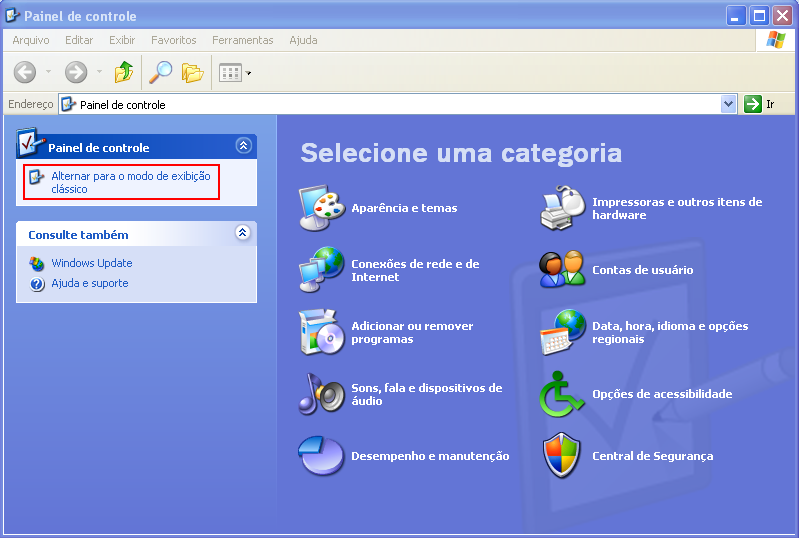 Painel de controle
Arquivo Editar Exibir Favoritos Ferramentas Ajuda
Endereço Painel de controle Ir
Painel de controle
Alternar para o modo de exibição
clássico
Consulte também
Windows Update
Ajuda e suporte
Selecione uma categoria
Aparência e temas
Impressoras e outros itens de
hardware
Conexões de rede e de
Internet
Contas de usuário
Adicionar ou remover
programas
Data, hora, idioma e opções
regionais
Sons, fala e dispositivos de
áudio
Opções de acessibilidade
Desempenho e manutenção
Central de Segurança